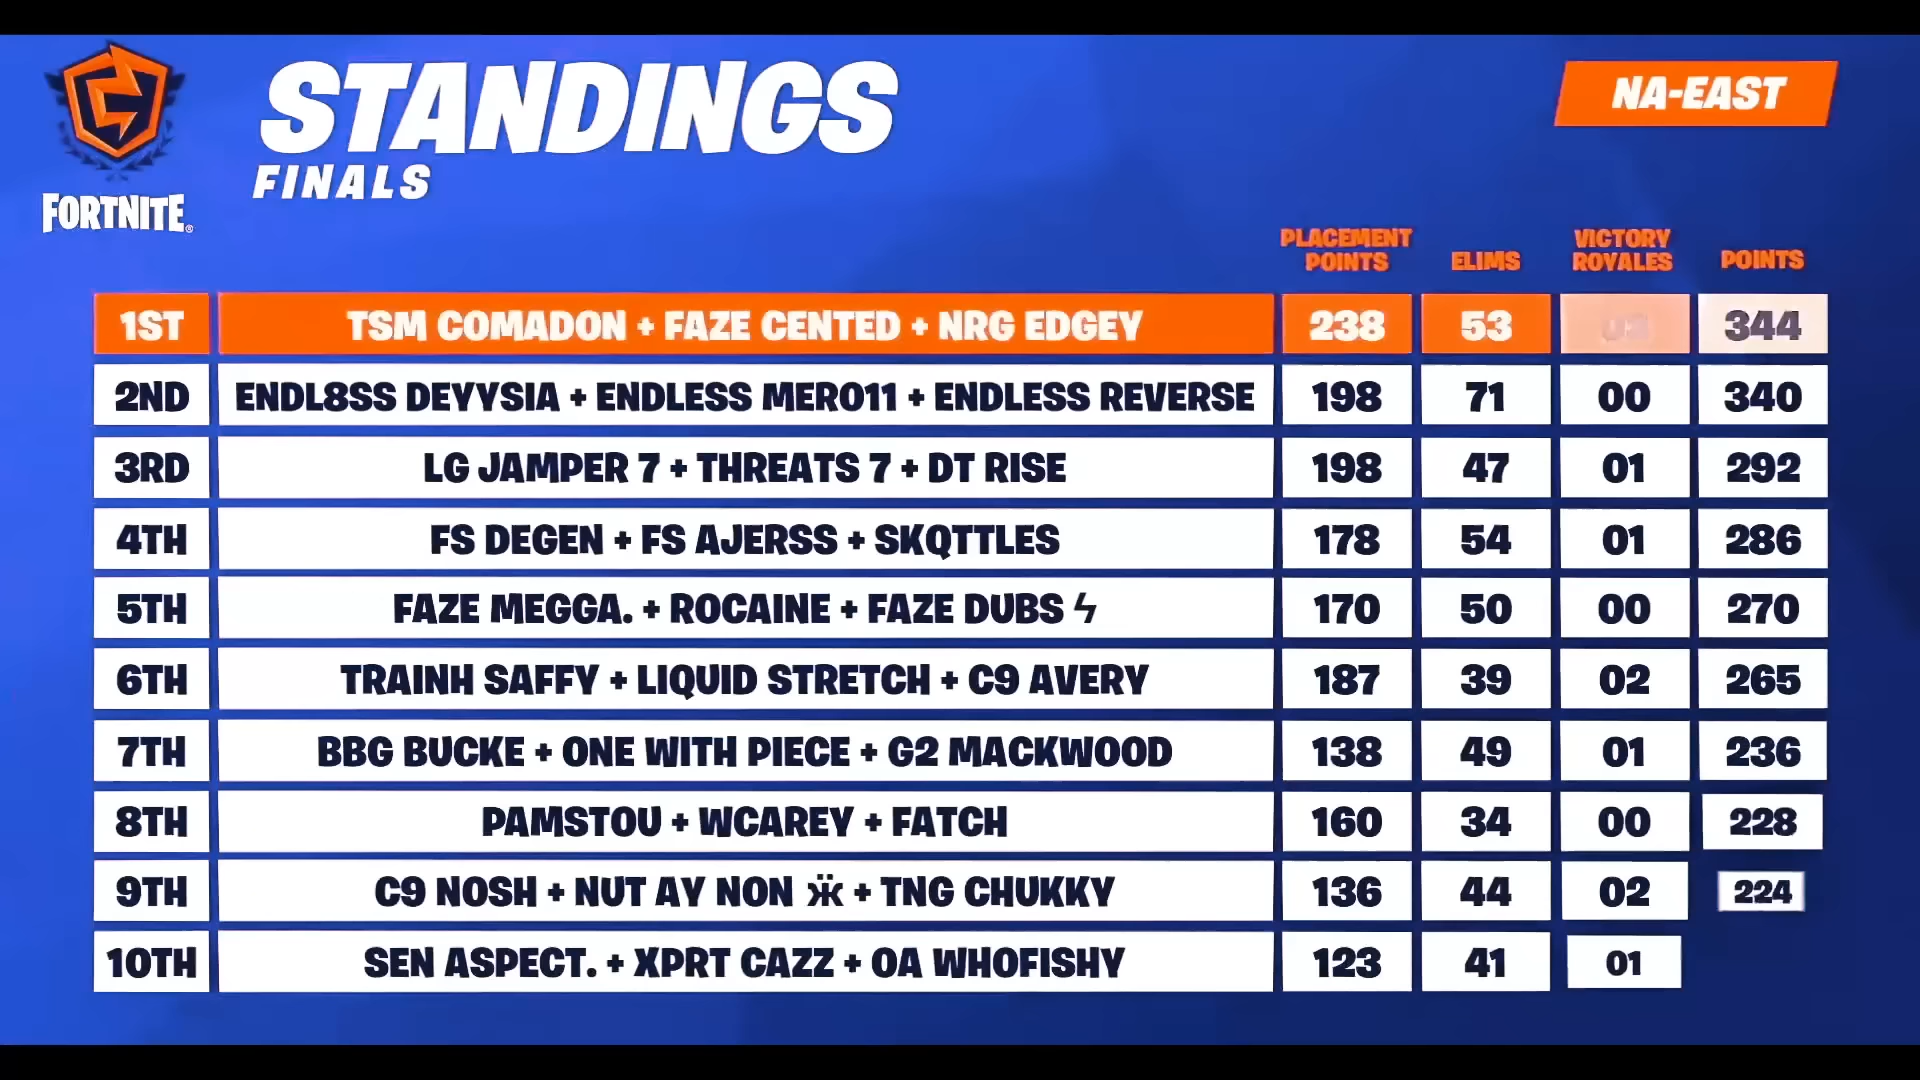 STANDINGS
FINALS
NA-EAST
FORTNITE®
PLACEMENT POINTS ELIMS VICTORY ROYALES POINTS
1ST TSM COMADON + FAZE CENTED + NRG EDGEY 238 53 344
2ND ENDL8SS DEYYSIA + ENDLESS MERO11 + ENDLESS REVERSE 198 71 00 340
3RD LG JAMPER 7 + THREATS 7 + DT RISE 198 47 01 292
4TH FS DEGEN + FS AJERSS + SKQTTLES 178 54 01 286
5TH FAZE MEGGA. + ROCAINE + FAZE DUBS ϟ 170 50 00 270
6TH TRAINH SAFFY + LIQUID STRETCH + C9 AVERY 187 39 02 265
7TH BBG BUCKE + ONE WITH PIECE + G2 MACKWOOD 138 49 01 236
8TH PAMSTOU + WCAREY + FATCH 160 34 00 228
9TH C9 NOSH + NUT AY NON Ӝ + TNG CHUKKY 136 44 02 224
10TH SEN ASPECT. + XPRT CAZZ + OA WHOFISHY 123 41 01